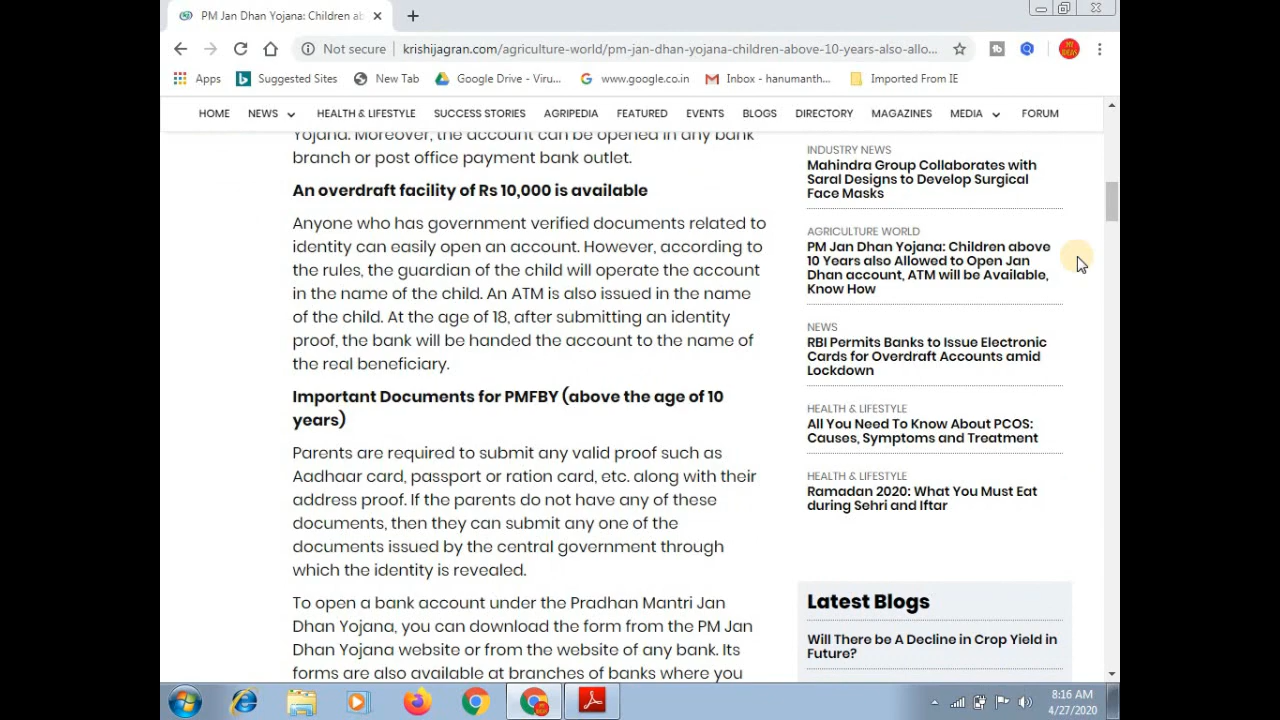 PM Jan Dhan Yojana: Children ab
Not secure
krishijagran.com/agriculture-world/pm-jan-dhan-yojana-children-above-10-years-also-allo...
Apps
Suggested Sites
New Tab
Google Drive - Viru...
www.google.co.in
Inbox - hanumanth...
Imported From IE
HOME NEWS HEALTH & LIFESTYLE SUCCESS STORIES AGRIPEDIA FEATURED EVENTS BLOGS DIRECTORY MAGAZINES MEDIA FORUM
Yojana. Moreover, the account can be opened in any bank
branch or post office payment bank outlet.
An overdraft facility of Rs 10,000 is available
Anyone who has government verified documents related to
identity can easily open an account. However, according to
the rules, the guardian of the child will operate the account
in the name of the child. An ATM is also issued in the name
of the child. At the age of 18, after submitting an identity
proof, the bank will be handed the account to the name of
the real beneficiary.
Important Documents for PMFBY (above the age of 10
years)
Parents are required to submit any valid proof such as
Aadhaar card, passport or ration card, etc. along with their
address proof. If the parents do not have any of these
documents, then they can submit any one of the
documents issued by the central government through
which the identity is revealed.
To open a bank account under the Pradhan Mantri Jan
Dhan Yojana, you can download the form from the PM Jan
Dhan Yojana website or from the website of any bank. Its
forms are also available at branches of banks where you
INDUSTRY NEWS
Mahindra Group Collaborates with
Saral Designs to Develop Surgical
Face Masks
AGRICULTURE WORLD
PM Jan Dhan Yojana: Children above
10 Years also Allowed to Open Jan
Dhan account, ATM will be Available,
Know How
NEWS
RBI Permits Banks to Issue Electronic
Cards for Overdraft Accounts amid
Lockdown
HEALTH & LIFESTYLE
All You Need To Know About PCOS:
Causes, Symptoms and Treatment
HEALTH & LIFESTYLE
Ramadan 2020: What You Must Eat
during Sehri and Iftar
Latest Blogs
Will There be A Decline in Crop Yield in
Future?
8:16 AM
4/27/2020